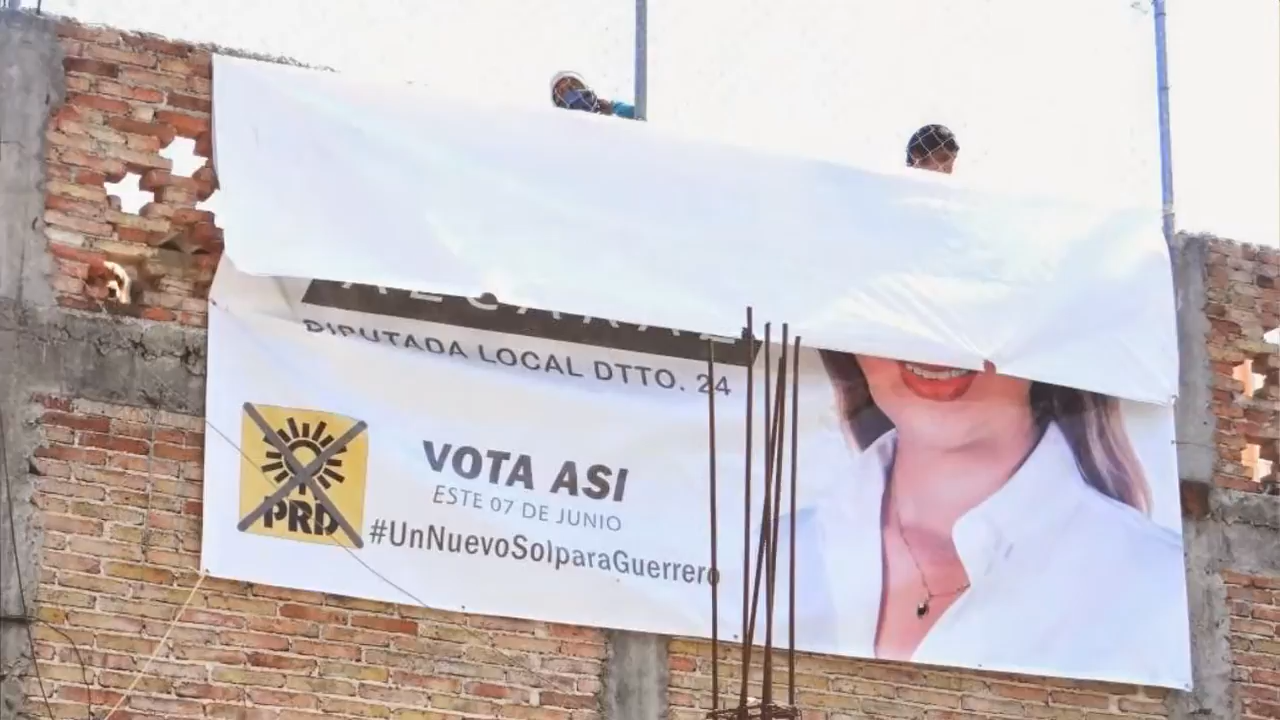 DIPUTADA LOCAL DTTO. 24
VOTA ASI
ESTE 07 DE JUNIO
PRD
#UnNuevoSolparaGuerrero